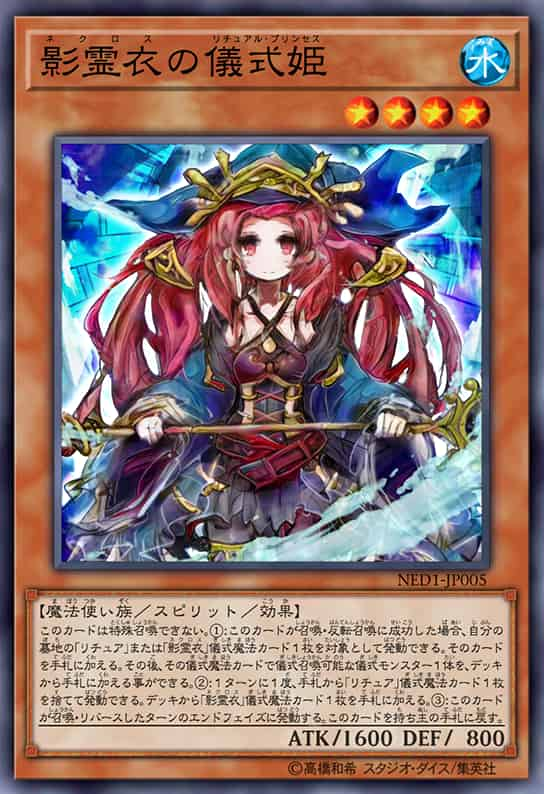 ネクロス リチュアル・プリンセス
影霊衣の儀式姫
みず
水
NED1-JP005
【魔法使い族／スピリット／効果】
このカードは特殊召喚できない。①:このカードが召喚・反転召喚に成功した場合、自分の
墓地の「リチュア」または「影霊衣」儀式魔法カード１枚を対象として発動できる。そのカード
を手札に加える。その後、その儀式魔法カードで儀式召喚可能な儀式モンスター1体を、デッキ
から手札に加える事ができる。②:１ターンに１度、手札から「リチュア」儀式魔法カード１枚
を捨てて発動できる。デッキから「影霊衣」儀式魔法カード１枚を手札に加える。③:このカード
が召喚・リバースしたターンのエンドフェイズに発動する。このカードを持ち主の手札に戻す。
ATK/1600 DEF/ 800
©高橋和希 スタジオ・ダイス/集英社